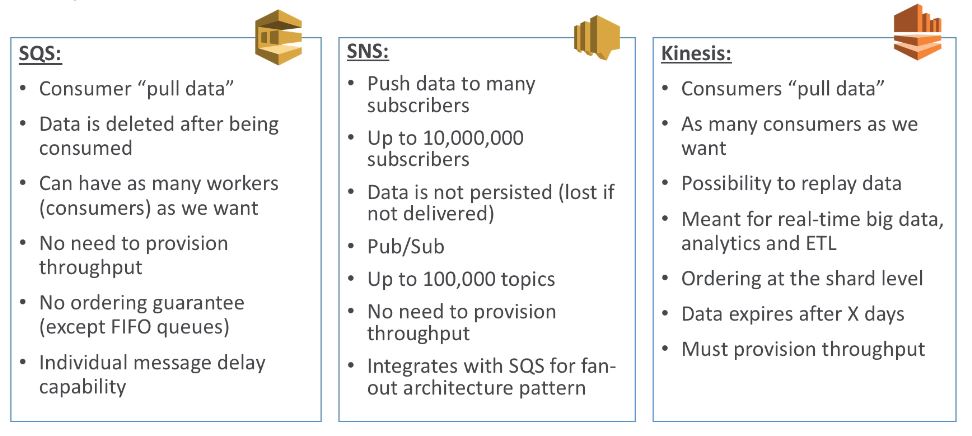 SQS:
• Consumer “pull data”
• Data is deleted after being
consumed
• Can have as many workers
(consumers) as we want
• No need to provision
throughput
• No ordering guarantee
(except FIFO queues)
• Individual message delay
capability
SNS:
• Push data to many
subscribers
• Up to 10,000,000
subscribers
• Data is not persisted (lost if
not delivered)
• Pub/Sub
• Up to 100,000 topics
• No need to provision
throughput
• Integrates with SQS for fan-
out architecture pattern
Kinesis:
• Consumers “pull data”
• As many consumers as we
want
• Possibility to replay data
• Meant for real-time big data,
analytics and ETL
• Ordering at the shard level
• Data expires after X days
• Must provision throughput